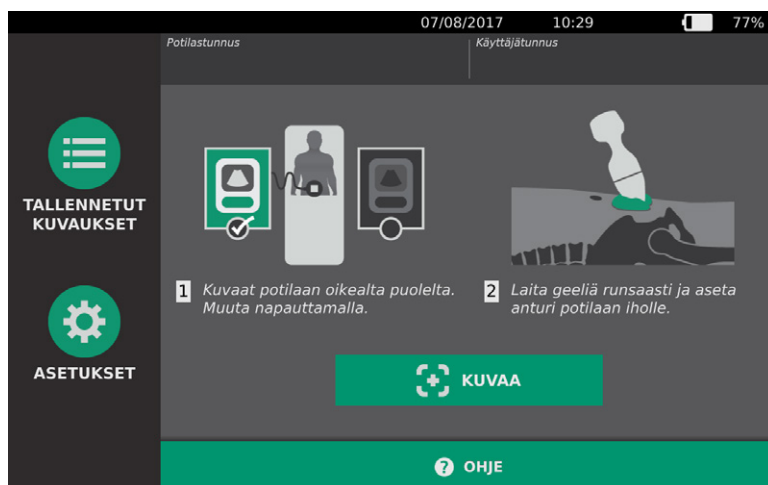 07/08/2017 10:29 77%
Potilastunnus
Käyttäjätunnus
TALLENNETUT
KUVAUKSET
ASETUKSET
1 Kuvaat potilaan oikealta puolelta.
Muuta napauttamalla.
2 Laita geeliä runsaasti ja aseta
anturi potilaan iholle.
KUVAA
? OHJE